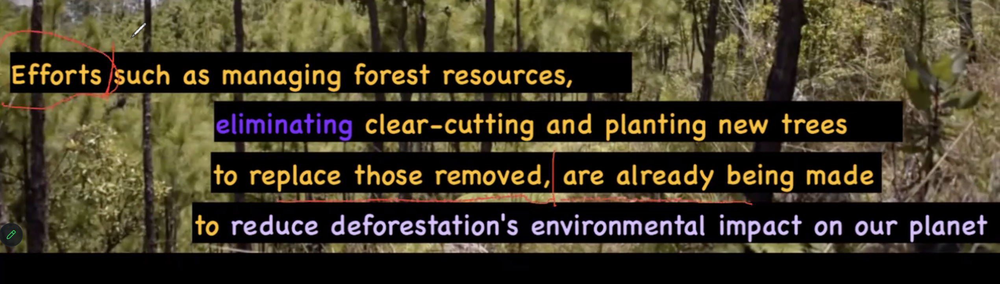 Efforts such as managing forest resources,
eliminating clear-cutting and planting new trees
to replace those removed, are already being made
to reduce deforestation's environmental impact on our planet